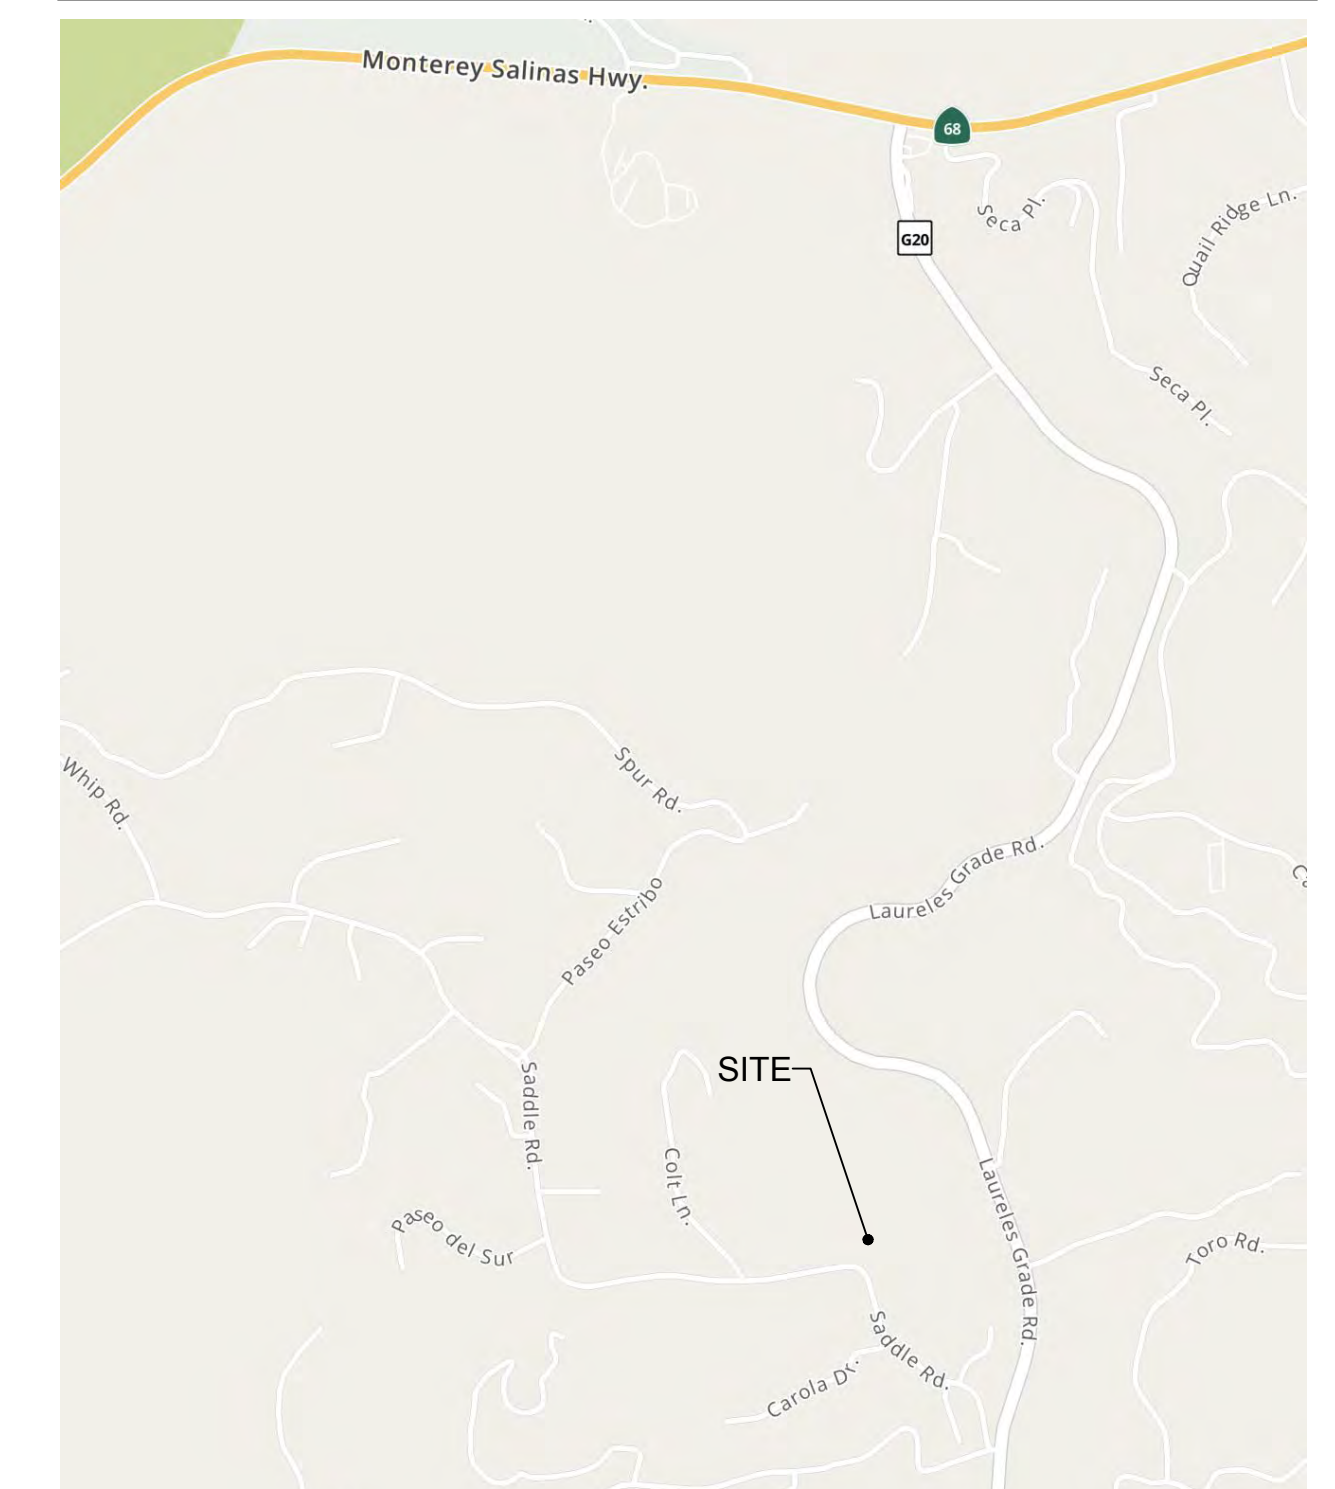 Monterey Salinas Hwy.
68
Seca Pl.
Quail Ridge Ln.
G20
Seca Pl.
Spur Rd.
Whip Rd.
Laureles Grade Rd.
Paseo Estribo
SITE
Saddle Rd.
Colt Ln.
Laureles Grade Rd.
Paseo del Sur
Toro Rd.
Saddle Rd.
Carola Dr.